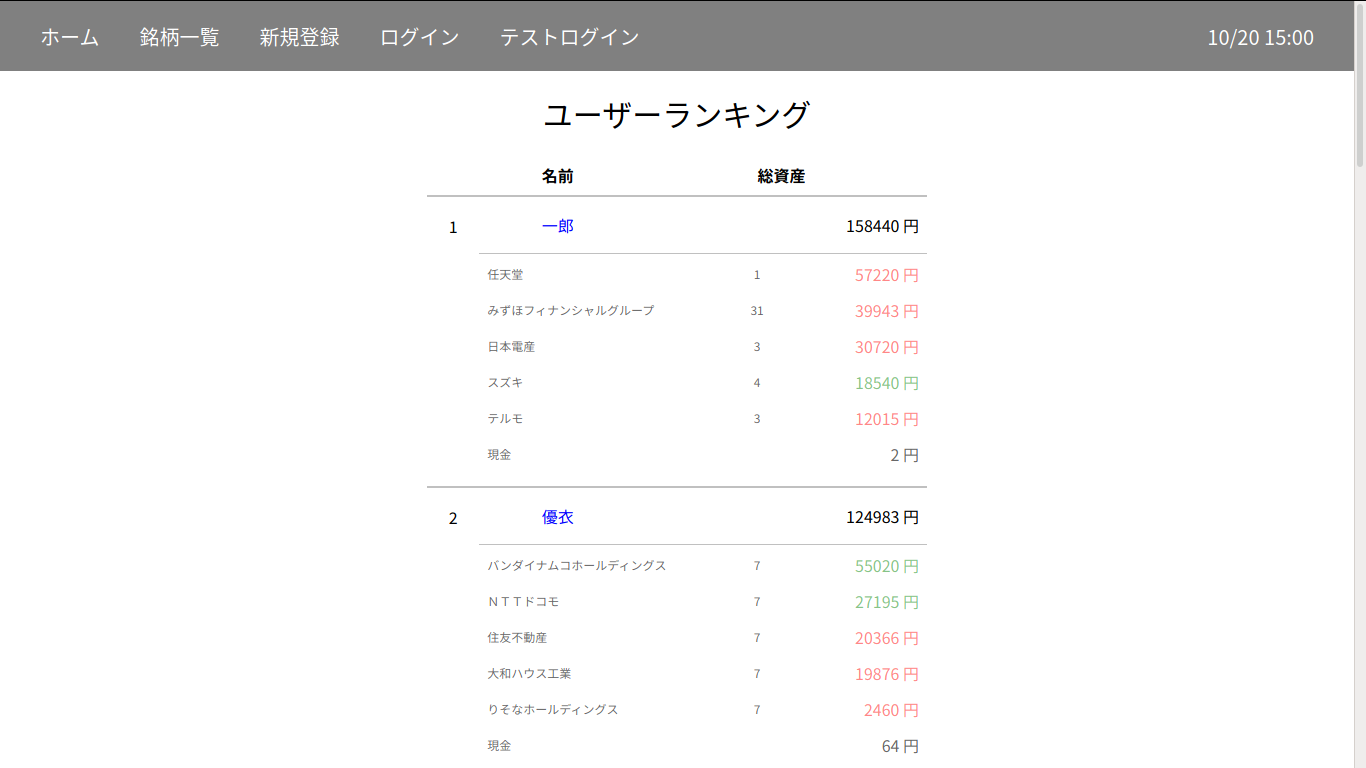 ホーム 銘柄一覧 新規登録 ログイン テストログイン 10/20 15:00
ユーザーランキング
名前 総資産
1 一郎 158440 円
任天堂 1 57220 円
みずほフィナンシャルグループ 31 39943 円
日本電産 3 30720 円
スズキ 4 18540 円
テルモ 3 12015 円
現金 2 円
2 優衣 124983 円
バンダイナムコホールディングス 7 55020 円
ＮＴＴドコモ 7 27195 円
住友不動産 7 20366 円
大和ハウス工業 7 19876 円
りそなホールディングス 7 2460 円
現金 64 円